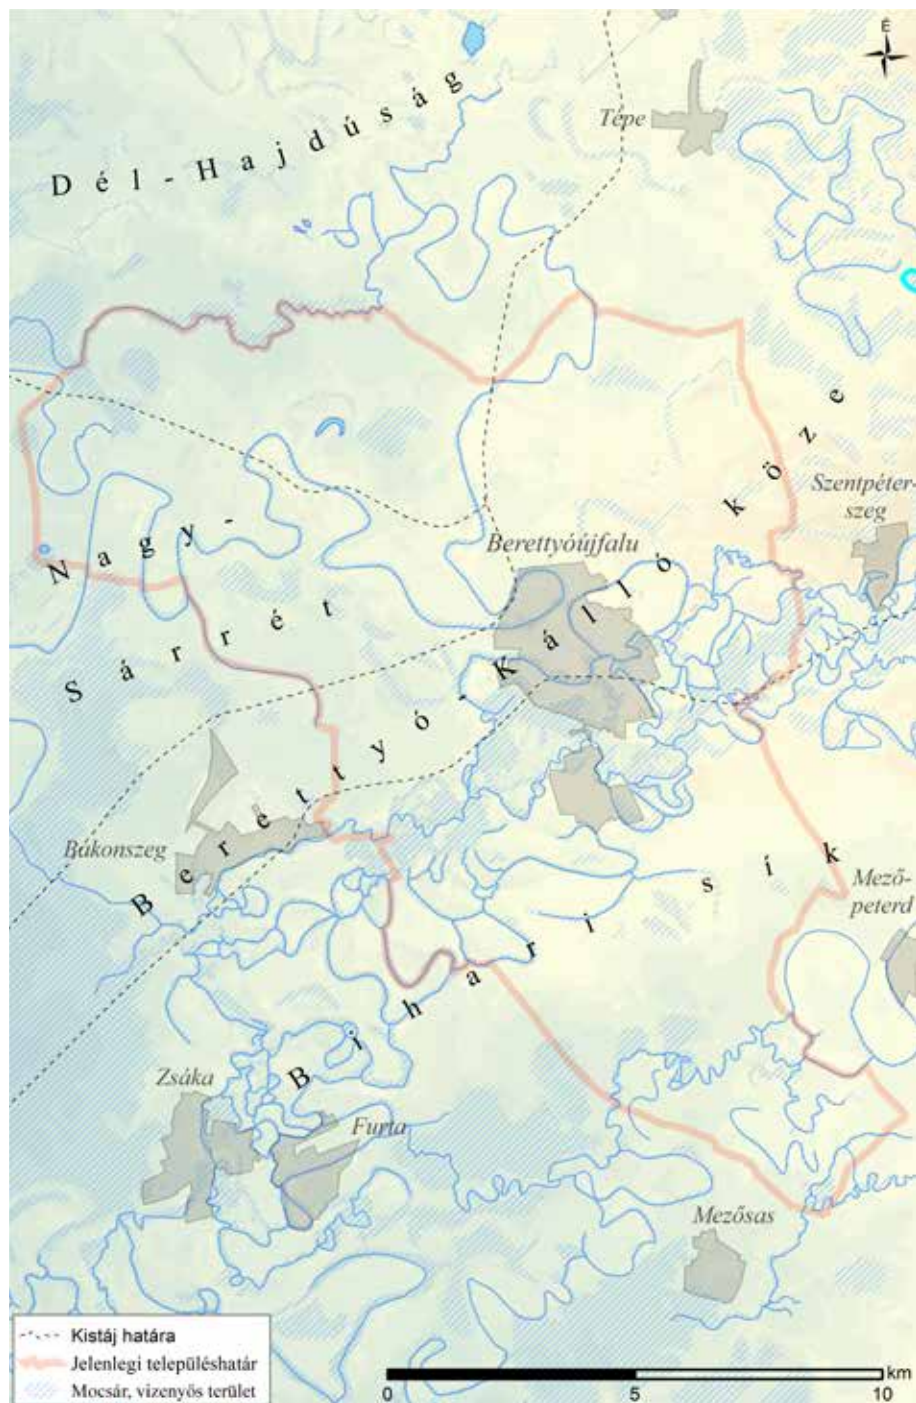 É
Tépe
Dél-Hajdúság
Szentpéter-
szeg
Berettyóújfalu
Nagy-
Sárrét
Berettyó-Kálló köze
Bakonszeg
Mező-
peterd
Bihari sík
Zsáka
Furta
Mezősas
Kistáj határa
Jelenlegi településhatár
Mocsár, vizenyős terület
km
0 5 10